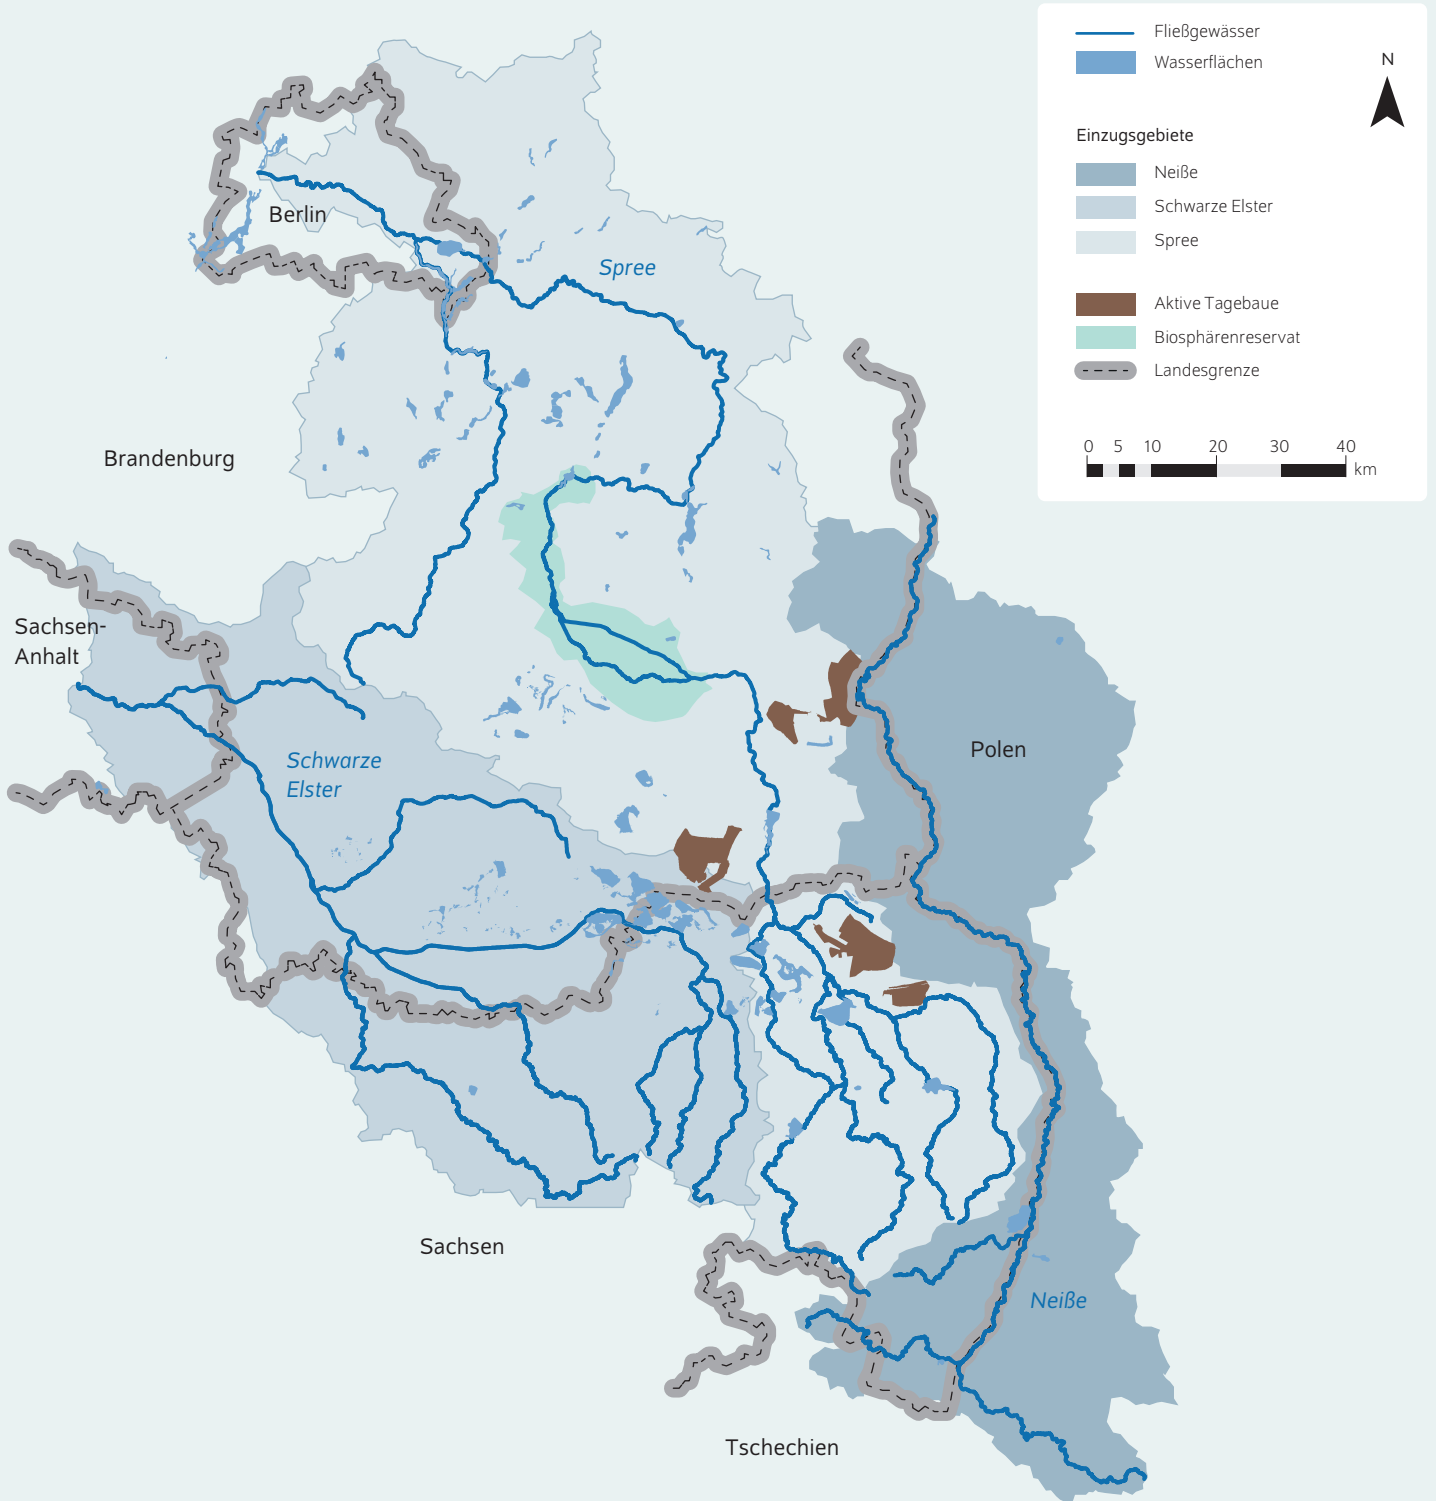 Fließgewässer
Wasserflächen
N
Einzugsgebiete
Neiße
Schwarze Elster
Spree
Aktive Tagebaue
Biosphärenreservat
Landesgrenze
0 5 10 20 30 40
km
Berlin
Spree
Brandenburg
Sachsen-
Anhalt
Schwarze
Elster
Polen
Sachsen
Neiße
Tschechien